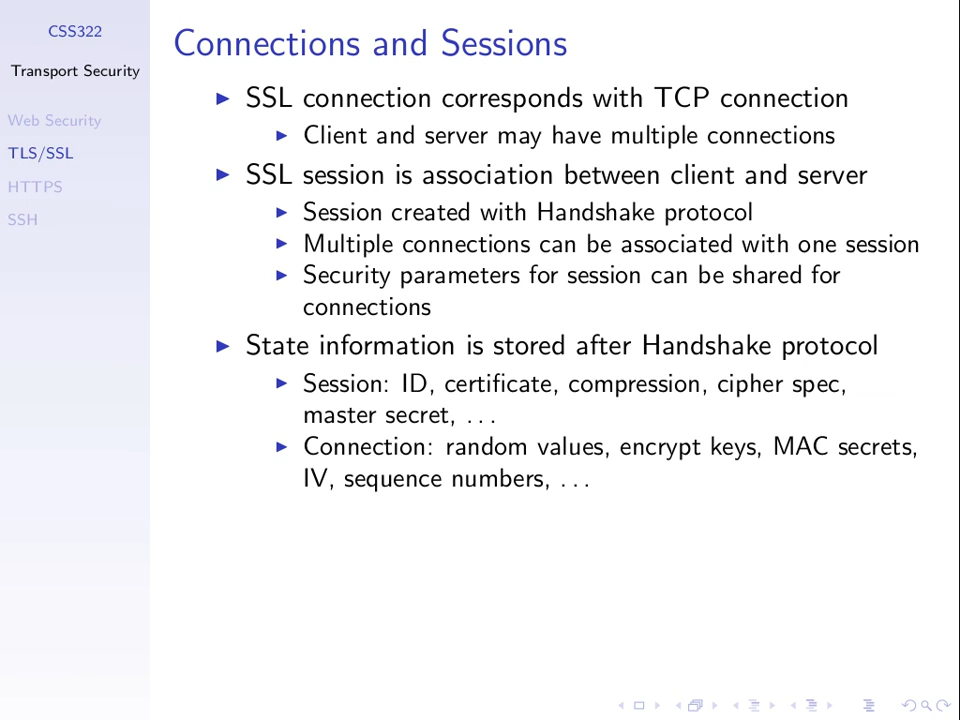 CSS322
Transport Security
Web Security
TLS/SSL
HTTPS
SSH
Connections and Sessions
SSL connection corresponds with TCP connection
Client and server may have multiple connections
SSL session is association between client and server
Session created with Handshake protocol
Multiple connections can be associated with one session
Security parameters for session can be shared for
connections
State information is stored after Handshake protocol
Session: ID, certificate, compression, cipher spec,
master secret, ...
Connection: random values, encrypt keys, MAC secrets,
IV, sequence numbers, ...